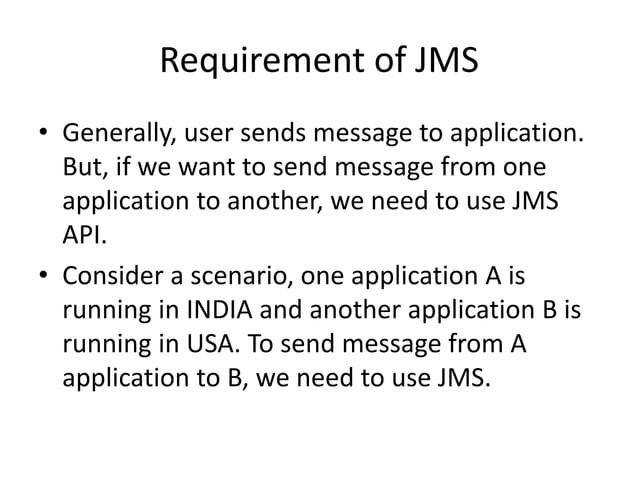 Requirement of JMS
• Generally, user sends message to application.
But, if we want to send message from one
application to another, we need to use JMS
API.
• Consider a scenario, one application A is
running in INDIA and another application B is
running in USA. To send message from A
application to B, we need to use JMS.